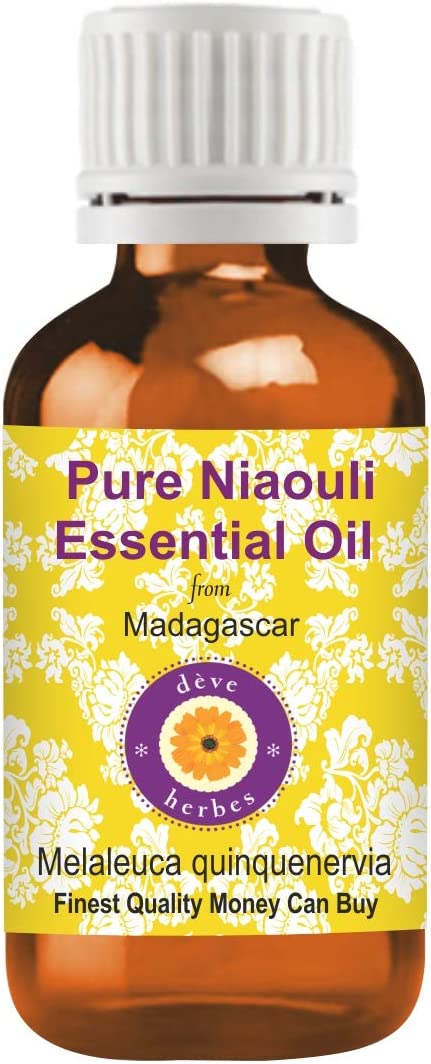 Pure Niaouli
Essential Oil
from
Madagascar
dève
* *
herbes
Melaleuca quinquenervia
Finest Quality Money Can Buy